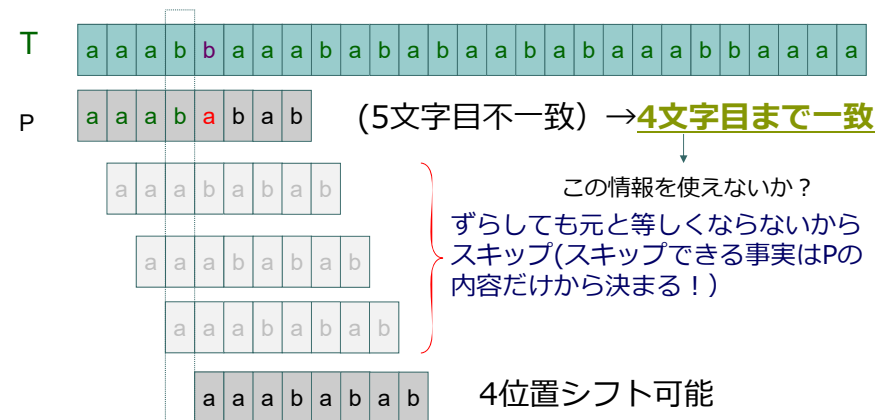 T a a a b b a a a b a b a b a a b a b a a a b b a a a a
P a a a b a b a b (5文字目不一致）→4文字目まで一致
a a a b a b a b この情報を使えないか？
ずらしても元と等しくならないから
a a a b a b a b スキップ(スキップできる事実はPの
内容だけから決まる！）
a a a b a b a b
a a a b a b a b 4位置シフト可能